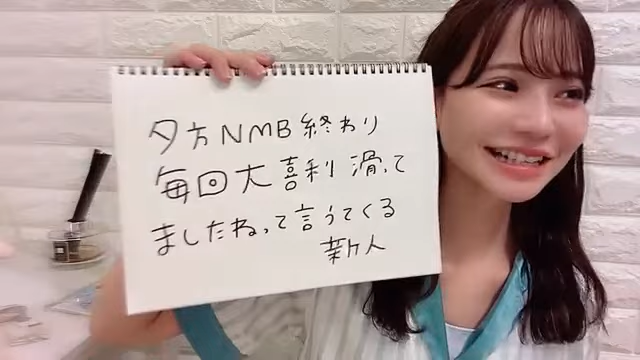 夕方NMB終わり
毎回大喜利滑って
ましたねって言うてくる
新人